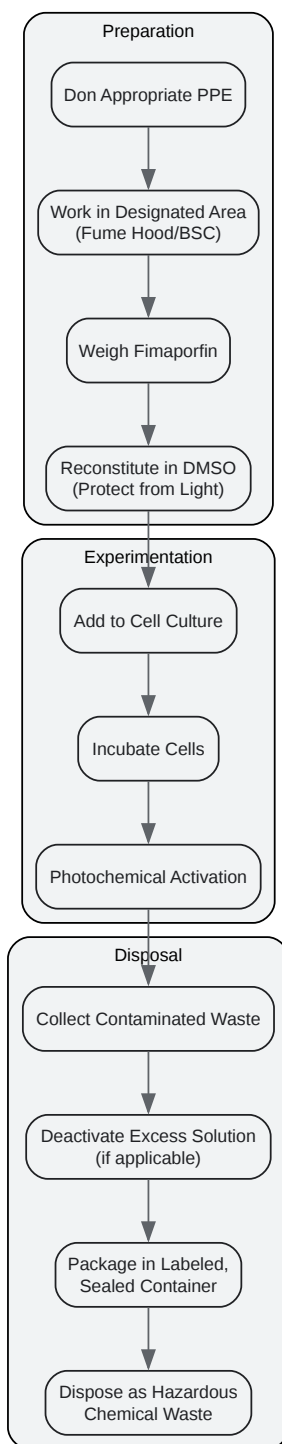 Preparation
Don Appropriate PPE
Work in Designated Area
(Fume Hood/BSC)
Weigh Fimaporfin
Reconstitute in DMSO
(Protect from Light)
Experimentation
Add to Cell Culture
Incubate Cells
Photochemical Activation
Disposal
Collect Contaminated Waste
Deactivate Excess Solution
(if applicable)
Package in Labeled,
Sealed Container
Dispose as Hazardous
Chemical Waste